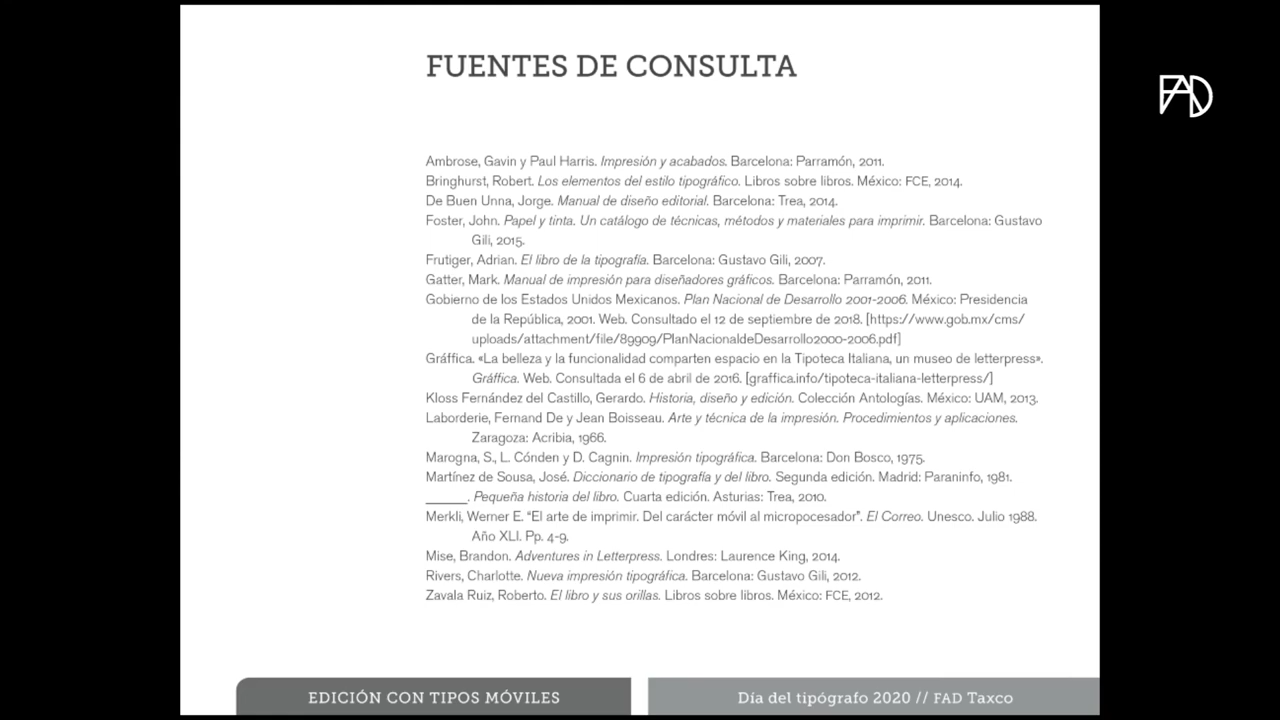 FUENTES DE CONSULTA
FAD
Ambrose, Gavin y Paul Harris. Impresión y acabados. Barcelona: Parramón, 2011.
Bringhurst, Robert. Los elementos del estilo tipográfico. Libros sobre libros. México: FCE, 2014.
De Buen Unna, Jorge. Manual de diseño editorial. Barcelona: Trea, 2014.
Foster, John. Papel y tinta. Un catálogo de técnicas, métodos y materiales para imprimir. Barcelona: Gustavo
Gili, 2015.
Frutiger, Adrian. El libro de la tipografía. Barcelona: Gustavo Gili, 2007.
Gatter, Mark. Manual de impresión para diseñadores gráficos. Barcelona: Parramón, 2011.
Gobierno de los Estados Unidos Mexicanos. Plan Nacional de Desarrollo 2001-2006. México: Presidencia
de la República, 2001. Web. Consultado el 12 de septiembre de 2018. [https://www.gob.mx/cms/
uploads/attachment/file/89909/PlanNacionaldeDesarrollo2000-2006.pdf]
Gráffica. «La belleza y la funcionalidad comparten espacio en la Tipoteca Italiana, un museo de letterpress».
Gráffica. Web. Consultada el 6 de abril de 2016. [graffica.info/tipoteca-italiana-letterpress/]
Kloss Fernández del Castillo, Gerardo. Historia, diseño y edición. Colección Antologías. México: UAM, 2013.
Laborderie, Fernand De y Jean Boisseau. Arte y técnica de la impresión. Procedimientos y aplicaciones.
Zaragoza: Acribia, 1966.
Marogna, S., L. Cónden y D. Cagnin. Impresión tipográfica. Barcelona: Don Bosco, 1975.
Martínez de Sousa, José. Diccionario de tipografía y del libro. Segunda edición. Madrid: Paraninfo, 1981.
______. Pequeña historia del libro. Cuarta edición. Asturias: Trea, 2010.
Merkli, Werner E. “El arte de imprimir. Del carácter móvil al micropocesador”. El Correo. Unesco. Julio 1988.
Año XLI. Pp. 4-9.
Mise, Brandon. Adventures in Letterpress. Londres: Laurence King, 2014.
Rivers, Charlotte. Nueva impresión tipográfica. Barcelona: Gustavo Gili, 2012.
Zavala Ruiz, Roberto. El libro y sus orillas. Libros sobre libros. México: FCE, 2012.
EDICIÓN CON TIPOS MÓVILES
Día del tipógrafo 2020 // FAD Taxco